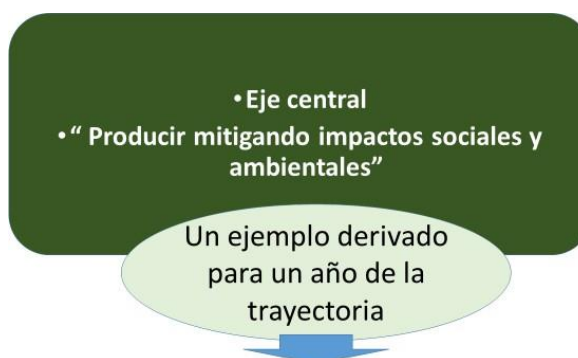 •Eje central
•“ Producir mitigando impactos sociales y
ambientales”
Un ejemplo derivado
para un año de la
trayectoria